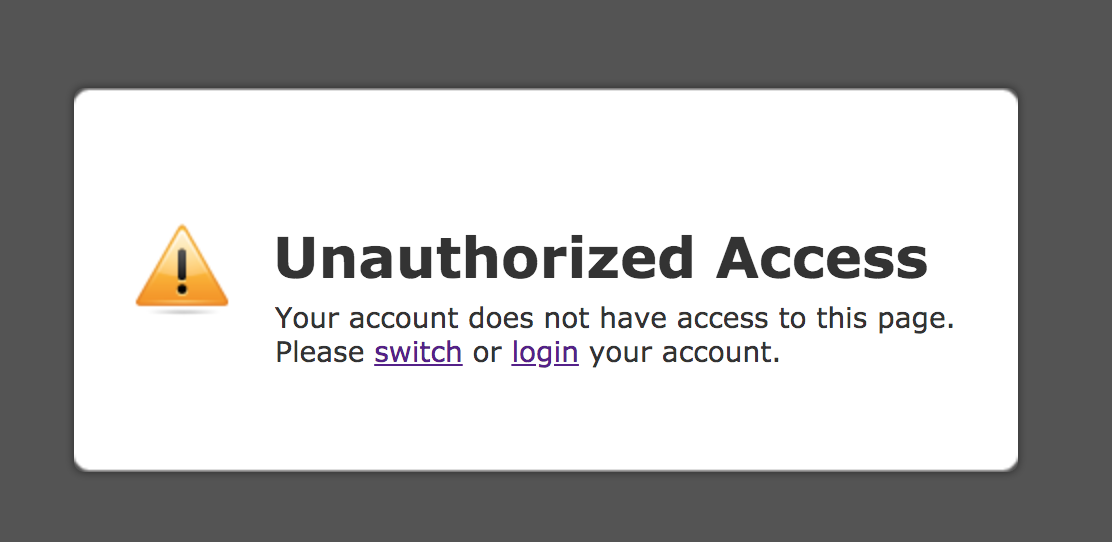 Unauthorized Access
Your account does not have access to this page.
Please switch or login your account.